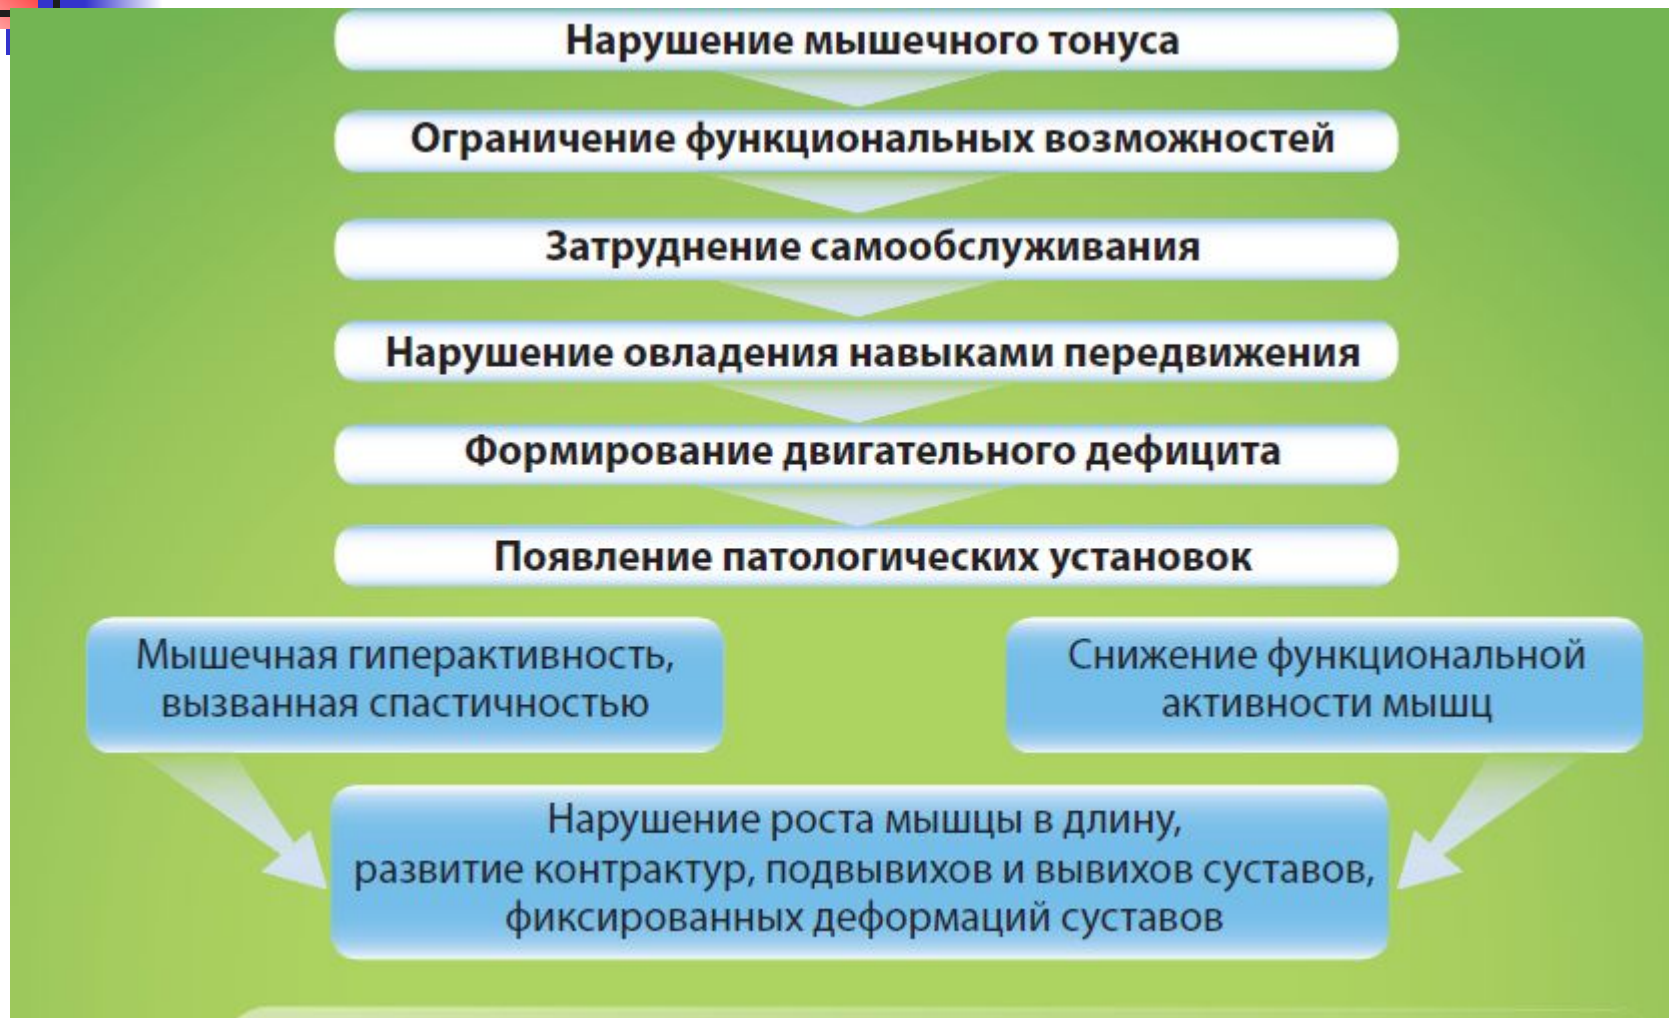 Нарушение мышечного тонуса
Ограничение функциональных возможностей
Затруднение самообслуживания
Нарушение овладения навыками передвижения
Формирование двигательного дефицита
Появление патологических установок
Мышечная гиперактивность,
вызванная спастичностью
Снижение функциональной
активности мышц
Нарушение роста мышцы в длину,
развитие контрактур, подвывихов и вывихов суставов,
фиксированных деформаций суставов